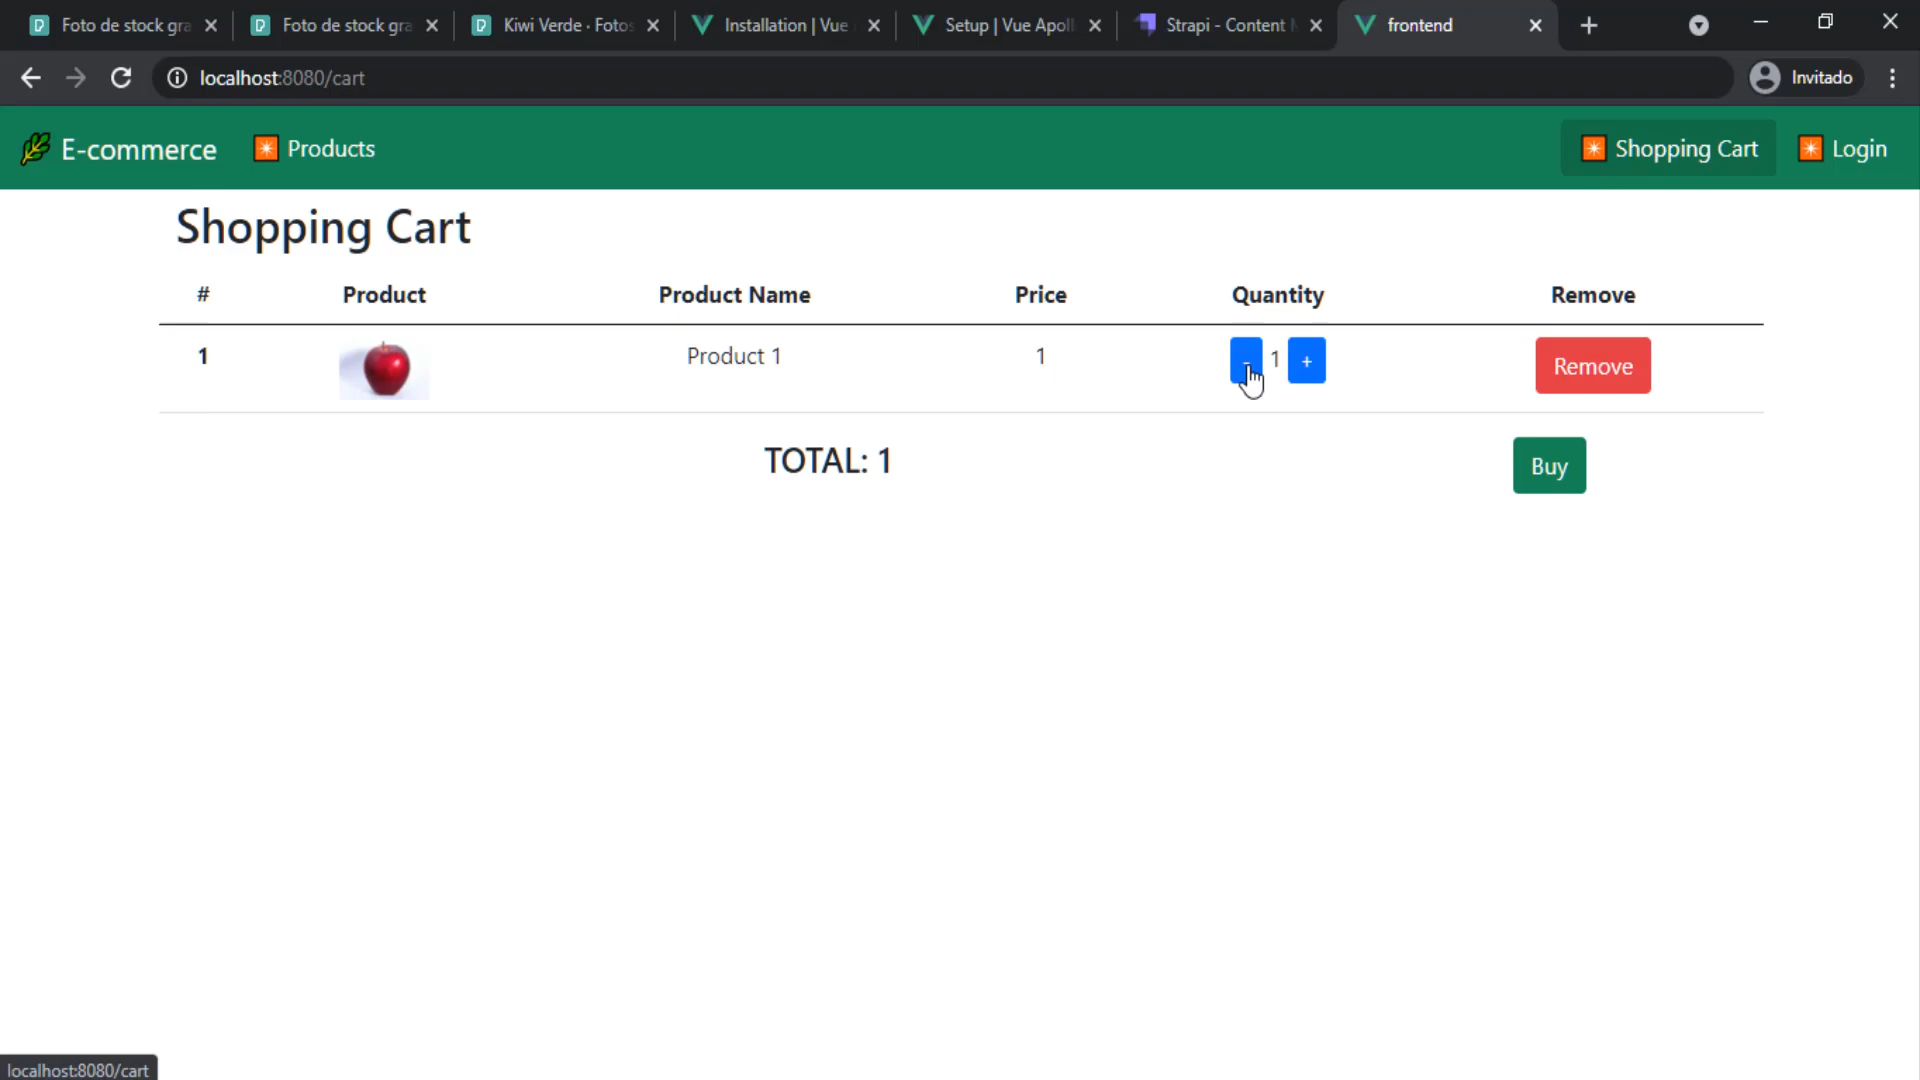 Foto de stock gra
Foto de stock gra
Kiwi Verde · Fotos
Installation | Vue
Setup | Vue Apoll
Strapi - Content M
frontend
localhost:8080/cart
Invitado
E-commerce
Products
Shopping Cart
Login
Shopping Cart
# Product Product Name Price Quantity Remove
1 Product 1 1 - 1 + Remove
TOTAL: 1
Buy
localhost:8080/cart